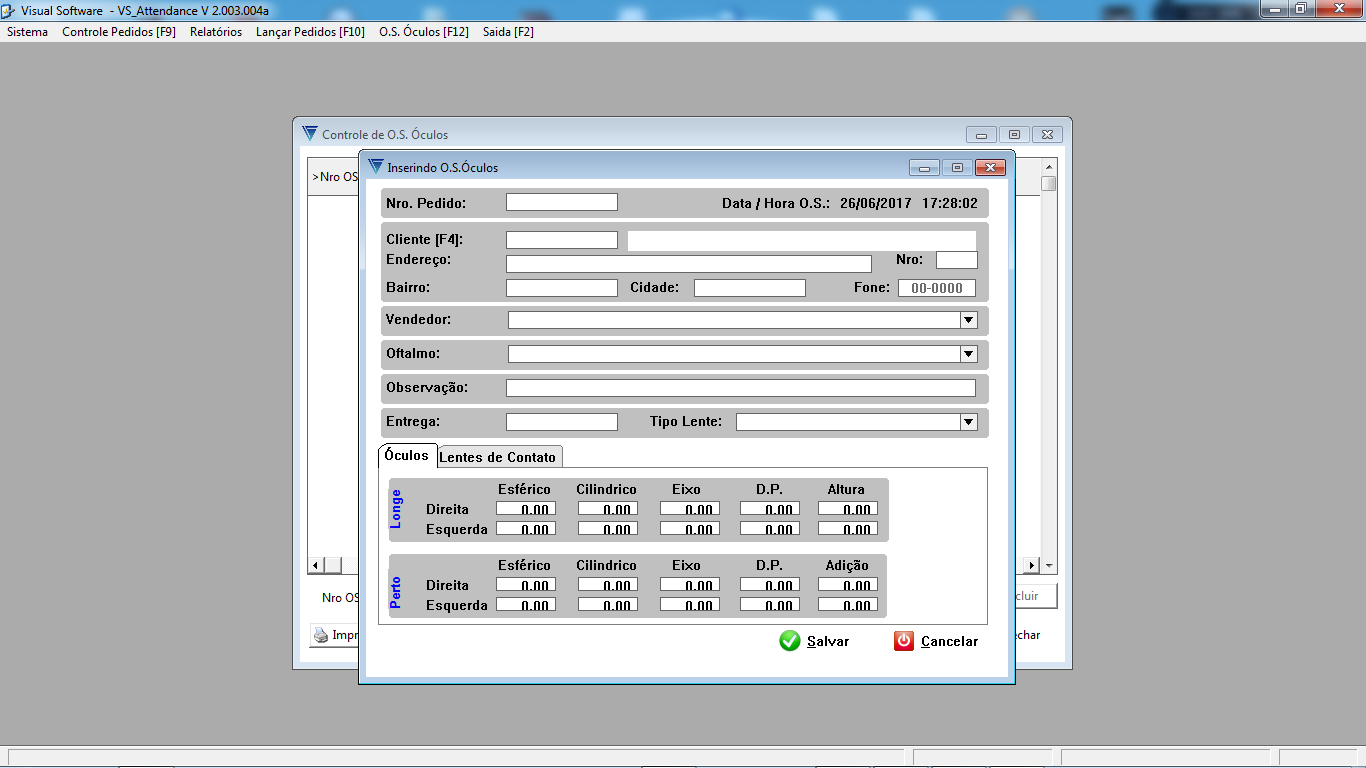 Visual Software - VS_Attendance V 2.003.004a
Sistema Controle Pedidos [F9] Relatórios Lançar Pedidos [F10] O.S. Óculos [F12] Saida [F2]
Controle de O.S. Óculos
Inserindo O.S.Óculos
>Nro OS
Nro. Pedido: Data / Hora O.S.: 26/06/2017 17:28:02
Cliente [F4]:
Endereço: Nro:
Bairro: Cidade: Fone: 00-0000
Vendedor:
Oftalmo:
Observação:
Entrega: Tipo Lente:
Óculos Lentes de Contato
Longe
Esférico Cilindrico Eixo D.P. Altura
Direita 0.00 0.00 0.00 0.00 0.00
Esquerda 0.00 0.00 0.00 0.00 0.00
Perto
Esférico Cilindrico Eixo D.P. Adição
Direita 0.00 0.00 0.00 0.00 0.00
Esquerda 0.00 0.00 0.00 0.00 0.00
Nro OS cluir
Salvar Cancelar
Impr echar